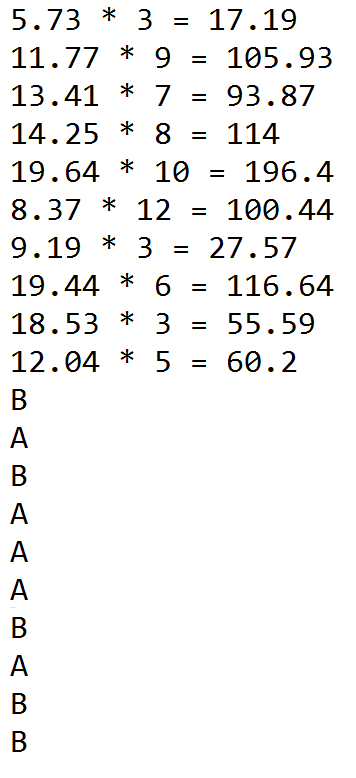 5.73 * 3 = 17.19
11.77 * 9 = 105.93
13.41 * 7 = 93.87
14.25 * 8 = 114
19.64 * 10 = 196.4
8.37 * 12 = 100.44
9.19 * 3 = 27.57
19.44 * 6 = 116.64
18.53 * 3 = 55.59
12.04 * 5 = 60.2
B
A
B
A
A
A
B
A
B
B